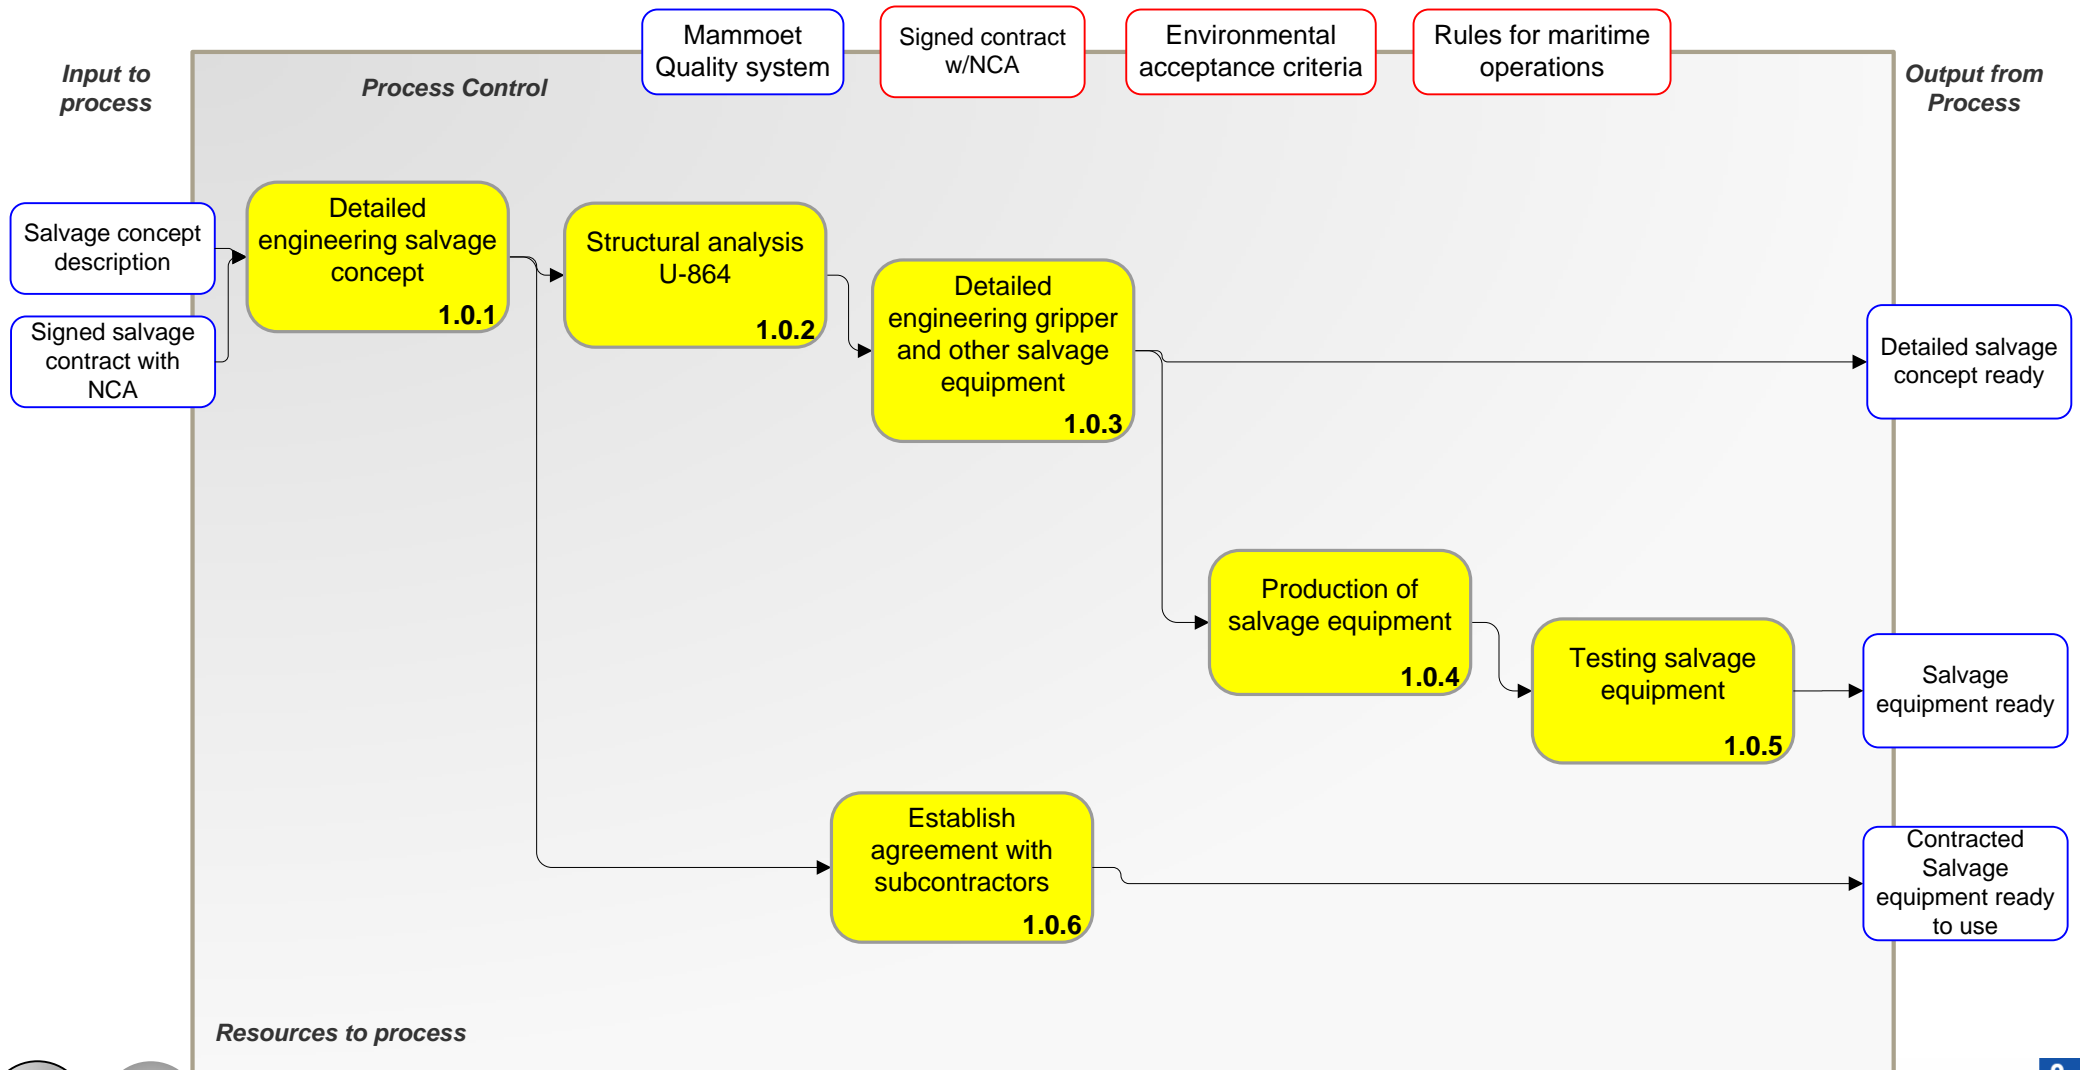 Mammoet
Quality system
Signed contract
w/NCA
Environmental
acceptance criteria
Rules for maritime
operations
Input to
process
Process Control
Output from
Process
Salvage concept
description
Signed salvage
contract with
NCA
Detailed
engineering salvage
concept
1.0.1
Structural analysis
U-864
1.0.2
Detailed
engineering gripper
and other salvage
equipment
1.0.3
Detailed salvage
concept ready
Production of
salvage equipment
1.0.4
Testing salvage
equipment
1.0.5
Salvage
equipment ready
Establish
agreement with
subcontractors
1.0.6
Contracted
Salvage
equipment ready
to use
Resources to process